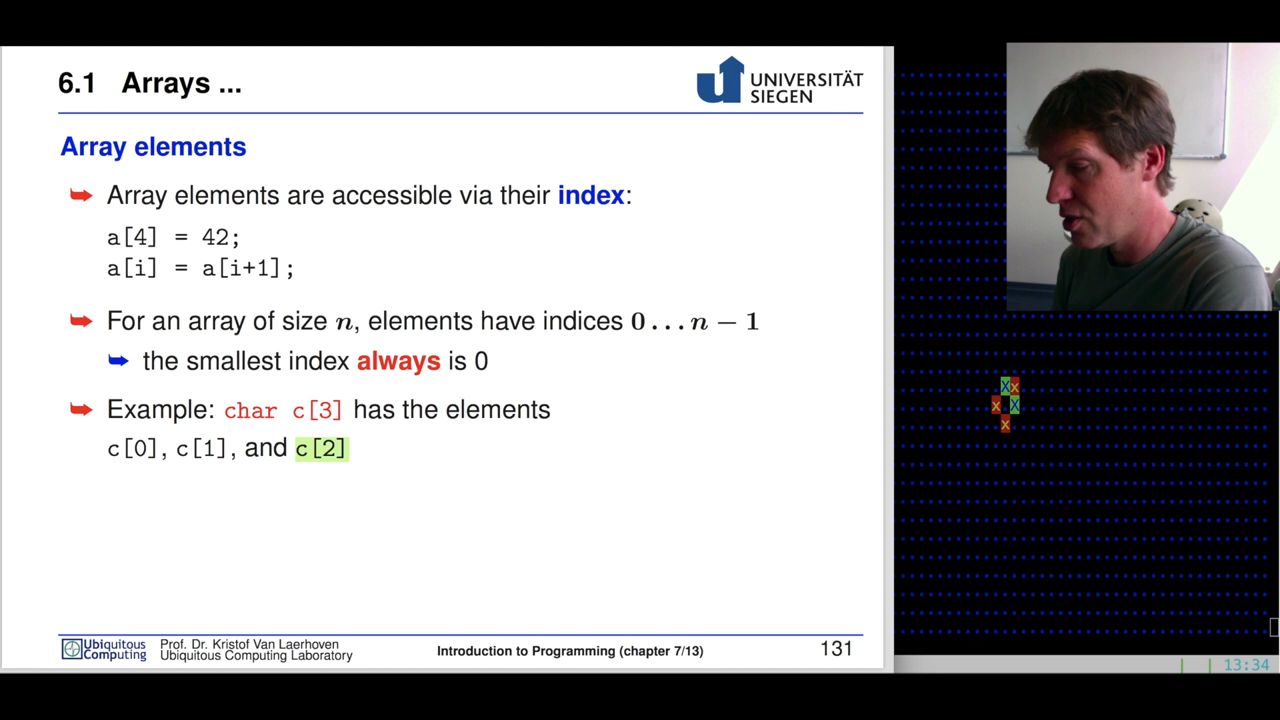 6.1 Arrays ...
UNIVERSITÄT
SIEGEN
Array elements
Array elements are accessible via their index:
a[4] = 42;
a[i] = a[i+1];
For an array of size n, elements have indices 0 ... n − 1
the smallest index always is 0
Example: char c[3] has the elements
c[0], c[1], and c[2]
X x
x X
x
Ubiquitous
Computing
Prof. Dr. Kristof Van Laerhoven
Ubiquitous Computing Laboratory
Introduction to Programming (chapter 7/13)
131
13:34